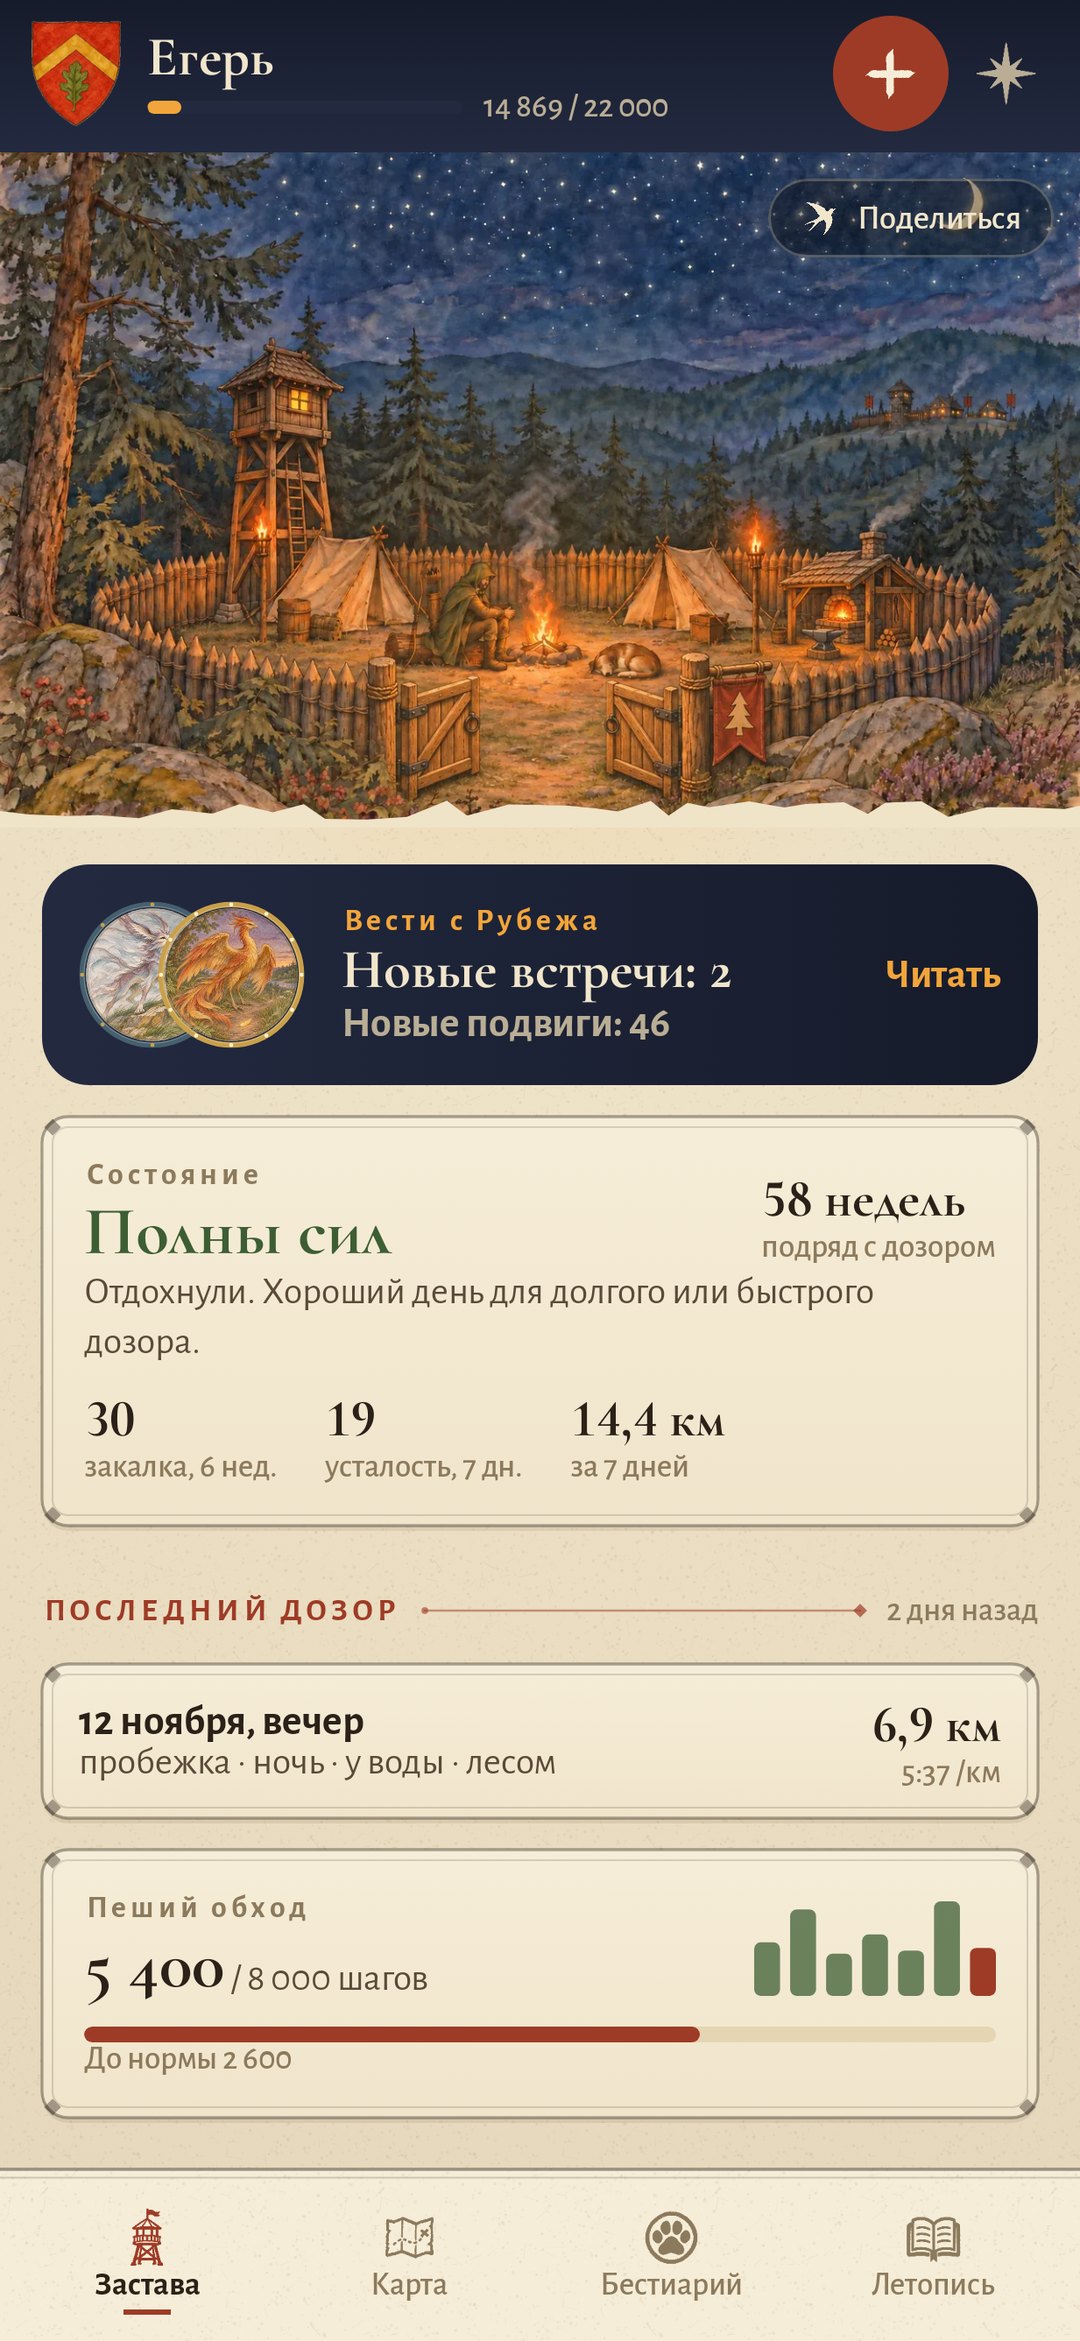 Егерь
14 869 / 22 000
Поделиться
Вести с Рубежа
Новые встречи: 2
Новые подвиги: 46
Читать
Состояние
Полны сил
58 недель
подряд с дозором
Отдохнули. Хороший день для долгого или быстрого
дозора.
30
закалка, 6 нед.
19
усталость, 7 дн.
14,4 км
за 7 дней
ПОСЛЕДНИЙ ДОЗОР
2 дня назад
12 ноября, вечер
пробежка · ночь · у воды · лесом
6,9 км
5:37 /км
Пеший обход
5 400 / 8 000 шагов
До нормы 2 600
Застава
Карта
Бестиарий
Летопись